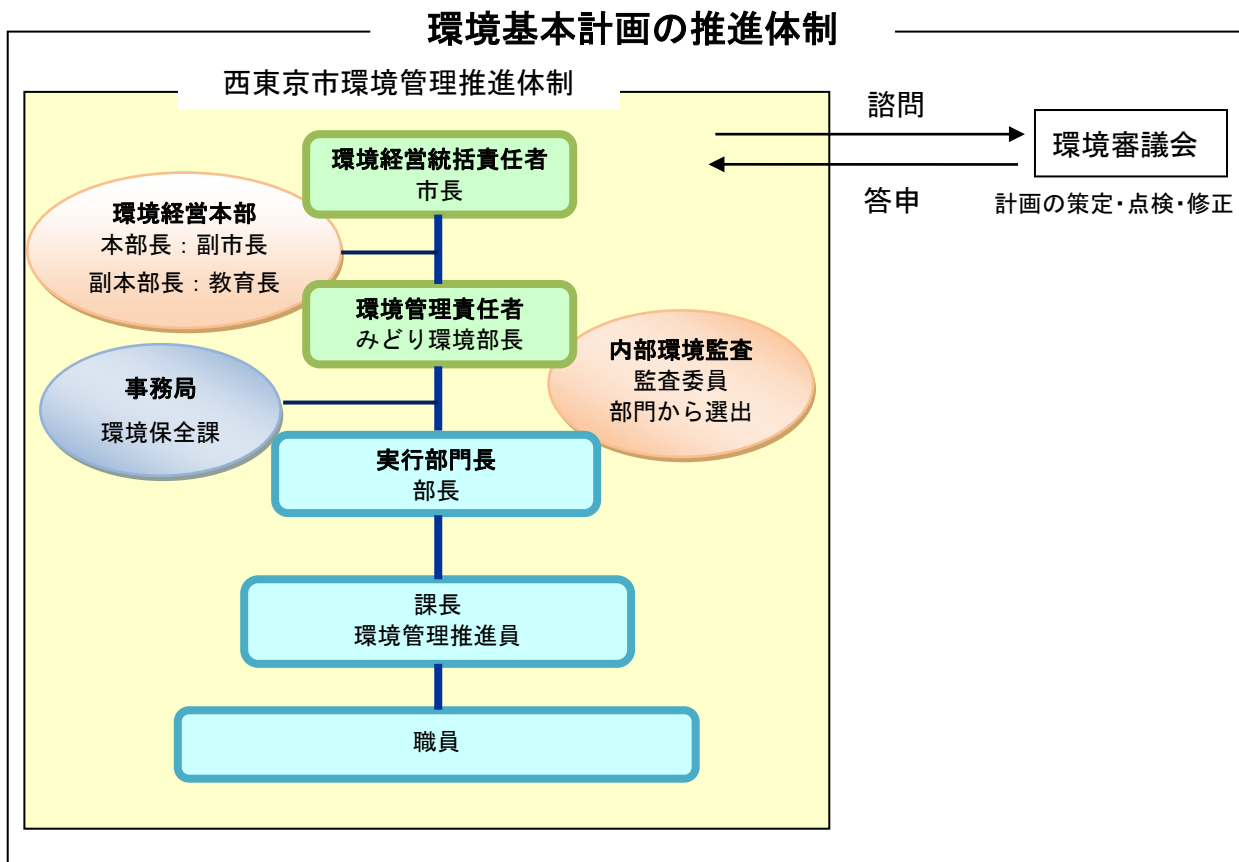 環境基本計画の推進体制
西東京市環境管理推進体制
環境経営統括責任者
市長
環境経営本部
本部長：副市長
副本部長：教育長
環境管理責任者
みどり環境部長
内部環境監査
監査委員
部門から選出
事務局
環境保全課
実行部門長
部長
課長
環境管理推進員
職員
諮問
答申
環境審議会
計画の策定・点検・修正